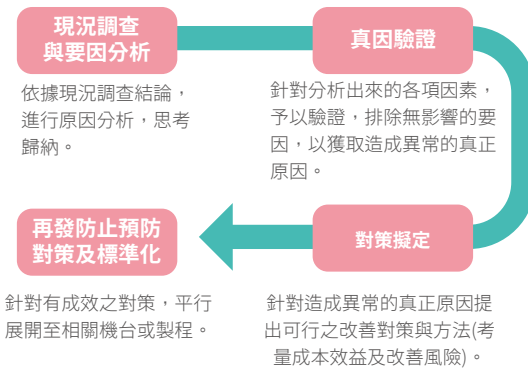 現況調查
與要因分析
依據現況調查結論，
進行原因分析，思考
歸納。
真因驗證
針對分析出來的各項因素，
予以驗證，排除無影響的要
因，以獲取造成異常的真正
原因。
對策擬定
針對造成異常的真正原因提
出可行之改善對策與方法(考
量成本效益及改善風險)。
再發防止預防
對策及標準化
針對有成效之對策，平行
展開至相關機台或製程。